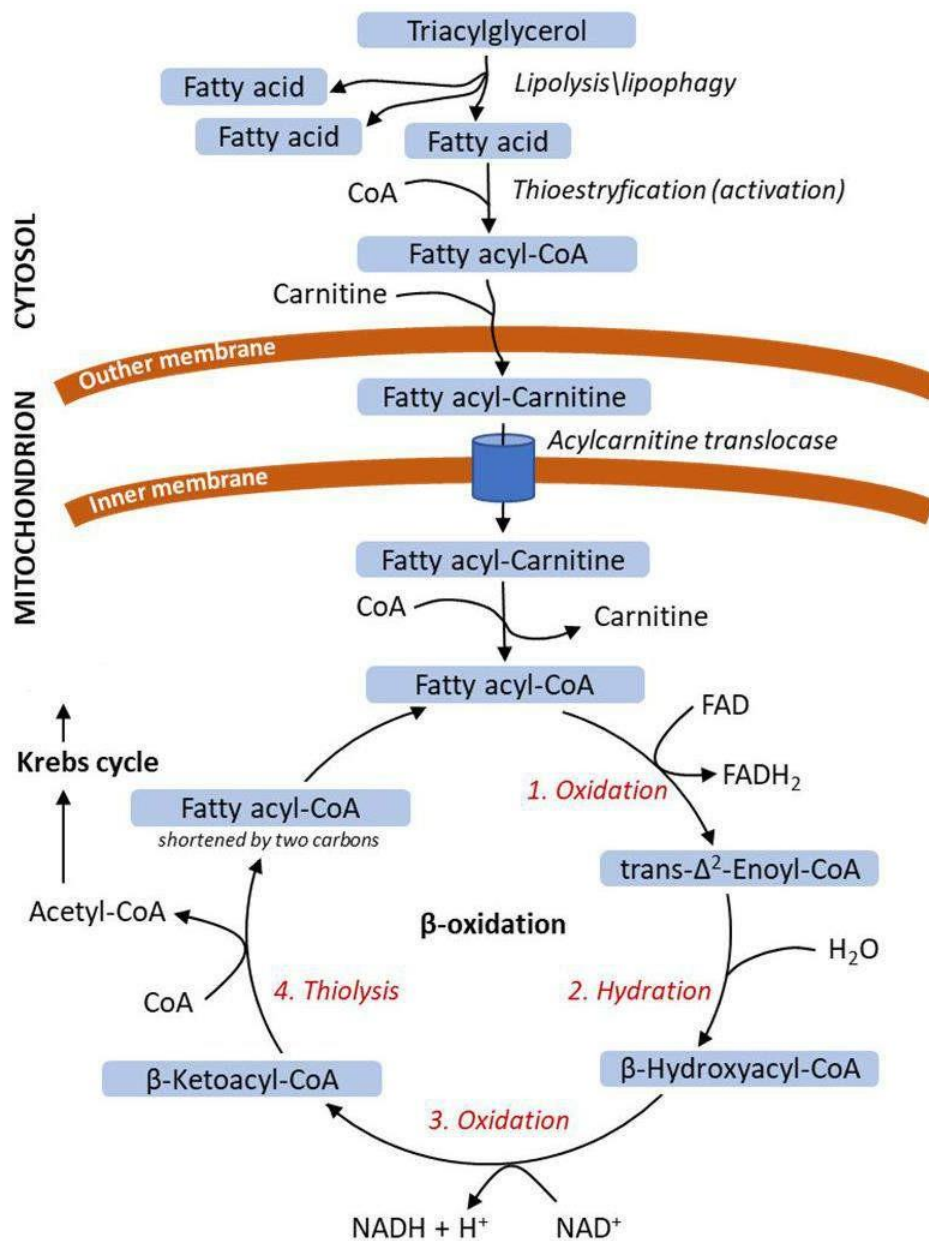 Triacylglycerol
Lipolysis\lipophagy
Fatty acid
Fatty acid
Fatty acid
CoA
Thioestryfication (activation)
Fatty acyl-CoA
Carnitine
CYTOSOL
Outher membrane
Fatty acyl-Carnitine
Acylcarnitine translocase
MITOCHONDRION
Inner membrane
Fatty acyl-Carnitine
CoA
Carnitine
Fatty acyl-CoA
FAD
FADH₂
1. Oxidation
Krebs cycle
Fatty acyl-CoA
shortened by two carbons
trans-Δ²-Enoyl-CoA
Acetyl-CoA
β-oxidation
H₂O
2. Hydration
4. Thiolysis
CoA
β-Hydroxyacyl-CoA
β-Ketoacyl-CoA
3. Oxidation
NADH + H⁺
NAD⁺